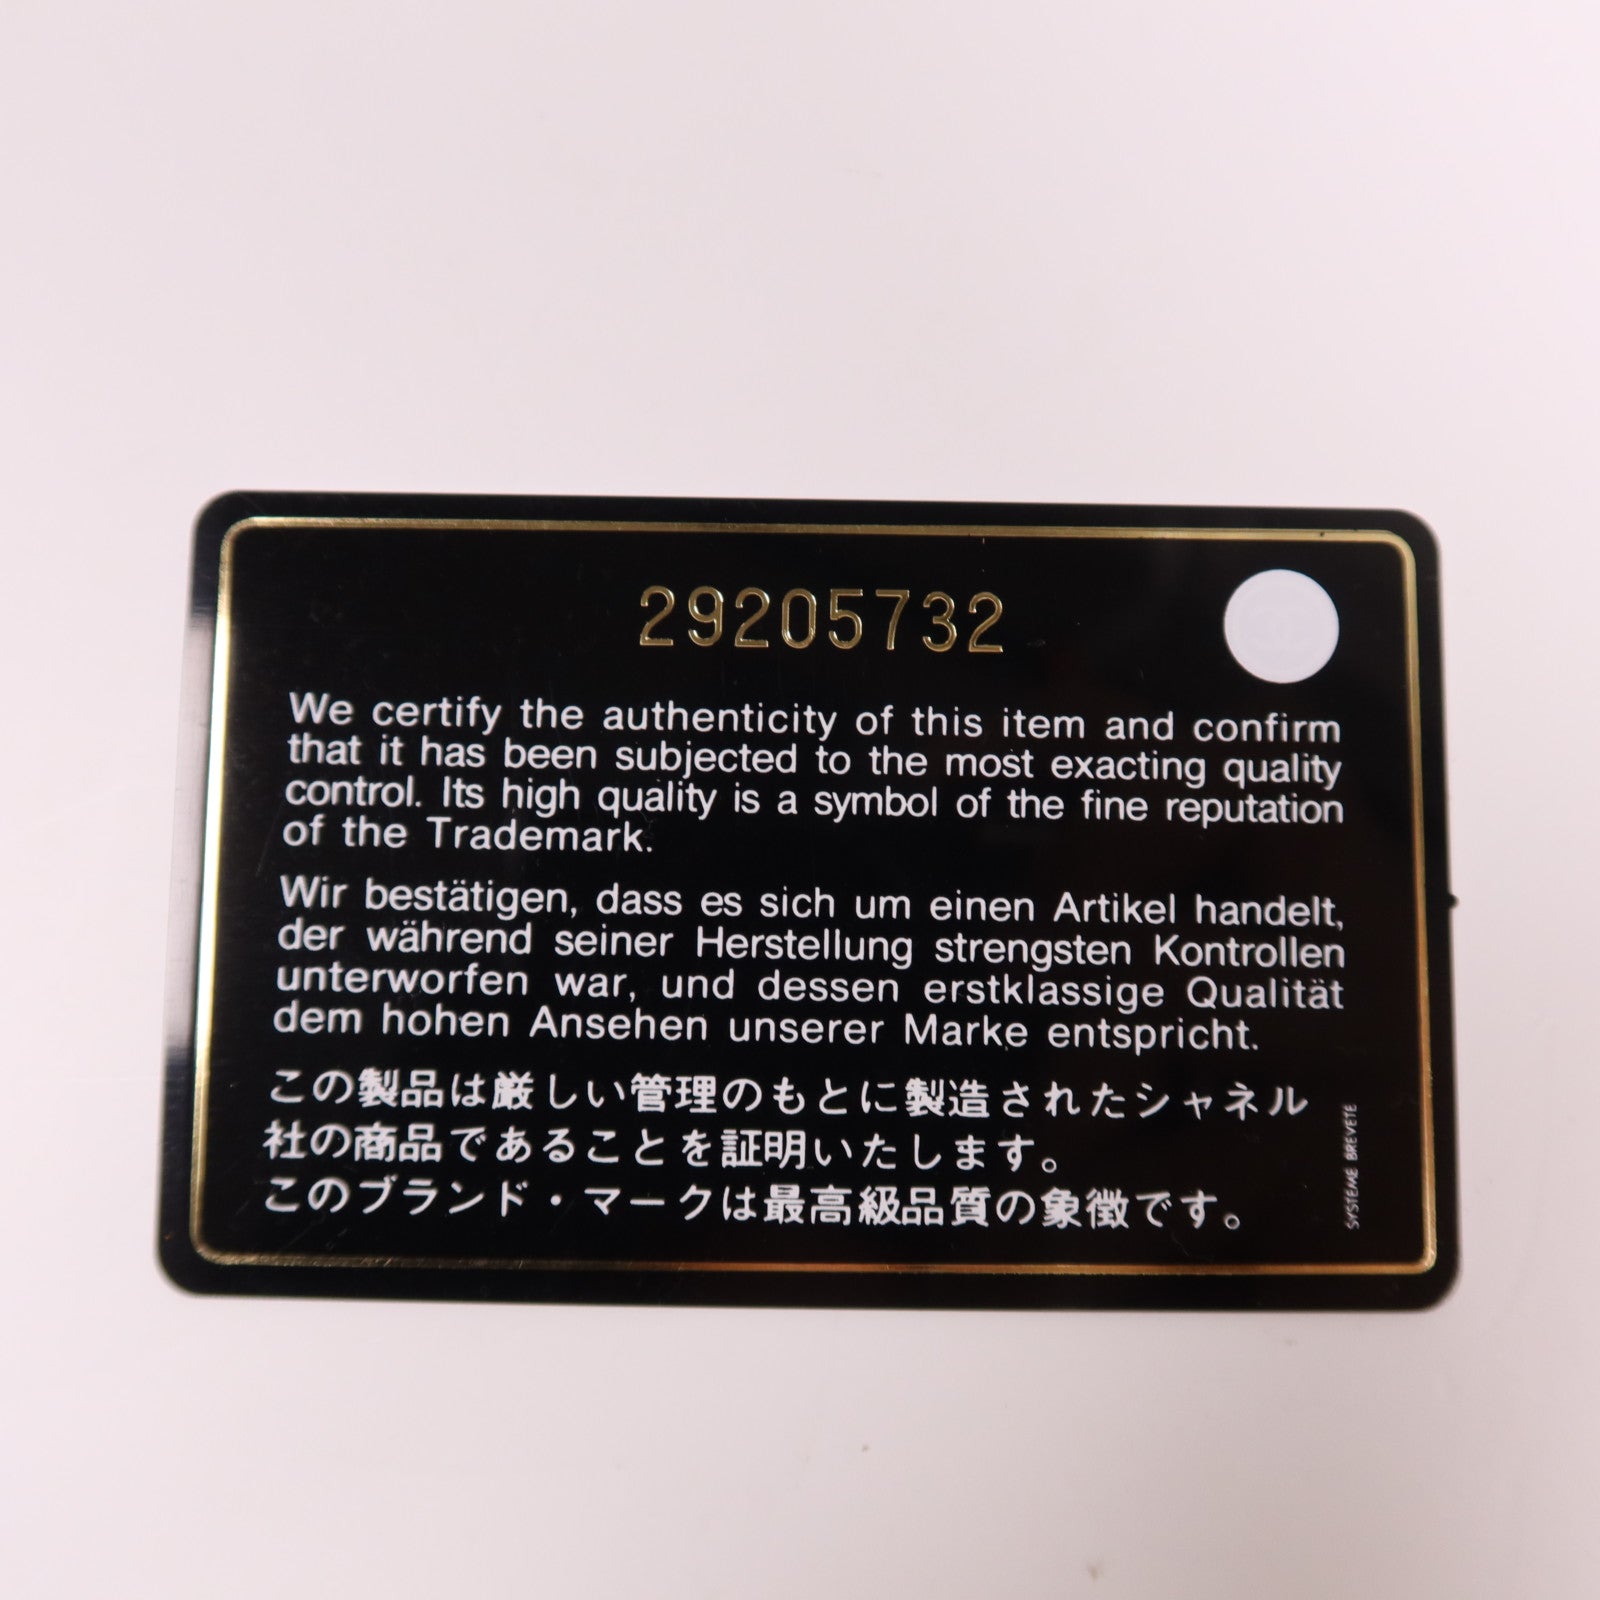 29205732
We certify the authenticity of this item and confirm
that it has been subjected to the most exacting quality
control. Its high quality is a symbol of the fine reputation
of the Trademark.
Wir bestätigen, dass es sich um einen Artikel handelt,
der während seiner Herstellung strengsten Kontrollen
unterworfen war, und dessen erstklassige Qualität
dem hohen Ansehen unserer Marke entspricht.
この製品は厳しい管理のもとに製造されたシャネル
社の商品であることを証明いたします。
このブランド・マークは最高級品質の象徴です。
SYSTEME BREVETE